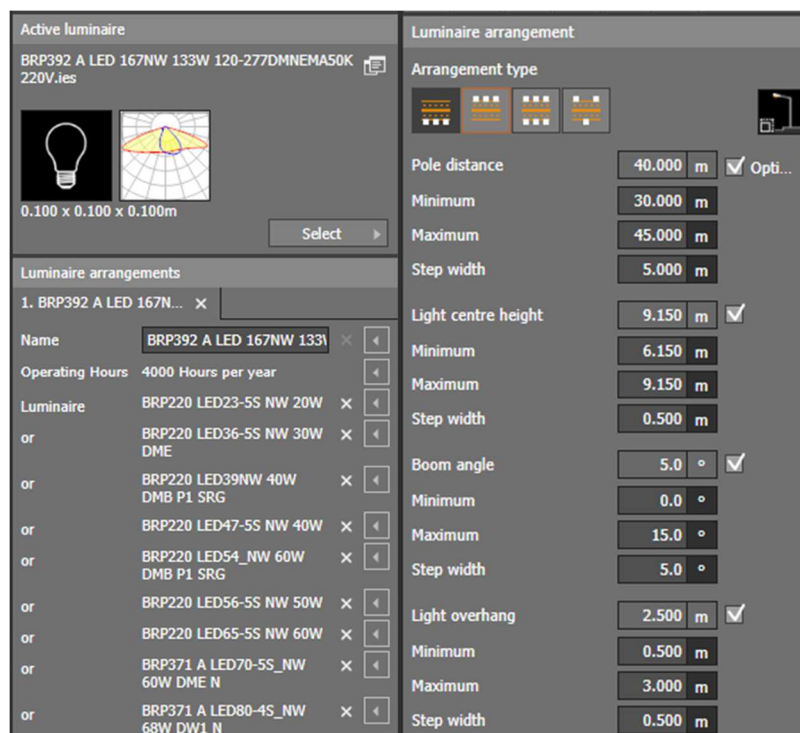 Active luminaire
BRP392 A LED 167NW 133W 120-277DMNEMA50K
220V.ies
0.100 x 0.100 x 0.100m
Select
Luminaire arrangements
1. BRP392 A LED 167N... ×
Name BRP392 A LED 167NW 133\ ×
Operating Hours 4000 Hours per year
Luminaire BRP220 LED23-5S NW 20W ×
or BRP220 LED36-5S NW 30W ×
DME
or BRP220 LED39NW 40W ×
DMB P1 SRG
or BRP220 LED47-5S NW 40W ×
or BRP220 LED54_NW 60W ×
DMB P1 SRG
or BRP220 LED56-5S NW 50W ×
or BRP220 LED65-5S NW 60W ×
or BRP371 A LED70-5S_NW ×
60W DME N
or BRP371 A LED80-4S_NW ×
68W DW1 N
Luminaire arrangement
Arrangement type
Pole distance 40.000 m Opti...
Minimum 30.000 m
Maximum 45.000 m
Step width 5.000 m
Light centre height 9.150 m
Minimum 6.150 m
Maximum 9.150 m
Step width 0.500 m
Boom angle 5.0 °
Minimum 0.0 °
Maximum 15.0 °
Step width 5.0 °
Light overhang 2.500 m
Minimum 0.500 m
Maximum 3.000 m
Step width 0.500 m